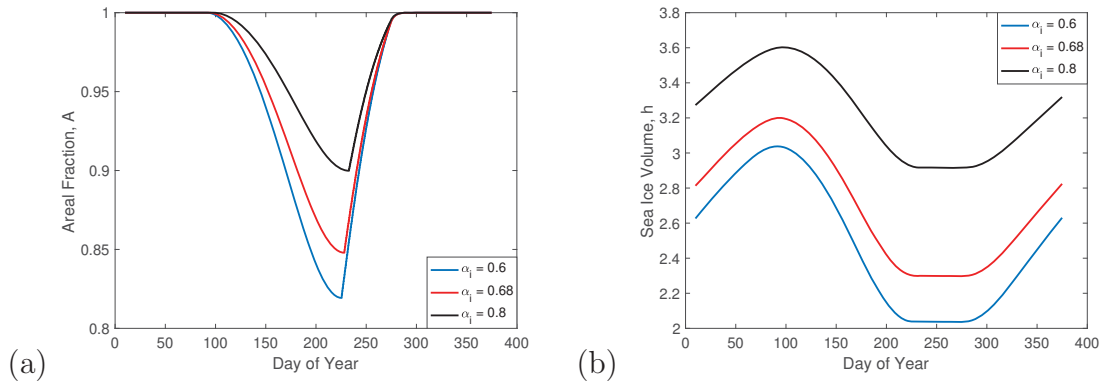 1
0.95
0.9
0.85
0.8
Areal Fraction, A
0 50 100 150 200 250 300 350 400
Day of Year
α_i = 0.6
α_i = 0.68
α_i = 0.8
(a)
3.8
3.6
3.4
3.2
3
2.8
2.6
2.4
2.2
2
Sea Ice Volume, h
0 50 100 150 200 250 300 350 400
Day of Year
α_i = 0.6
α_i = 0.68
α_i = 0.8
(b)